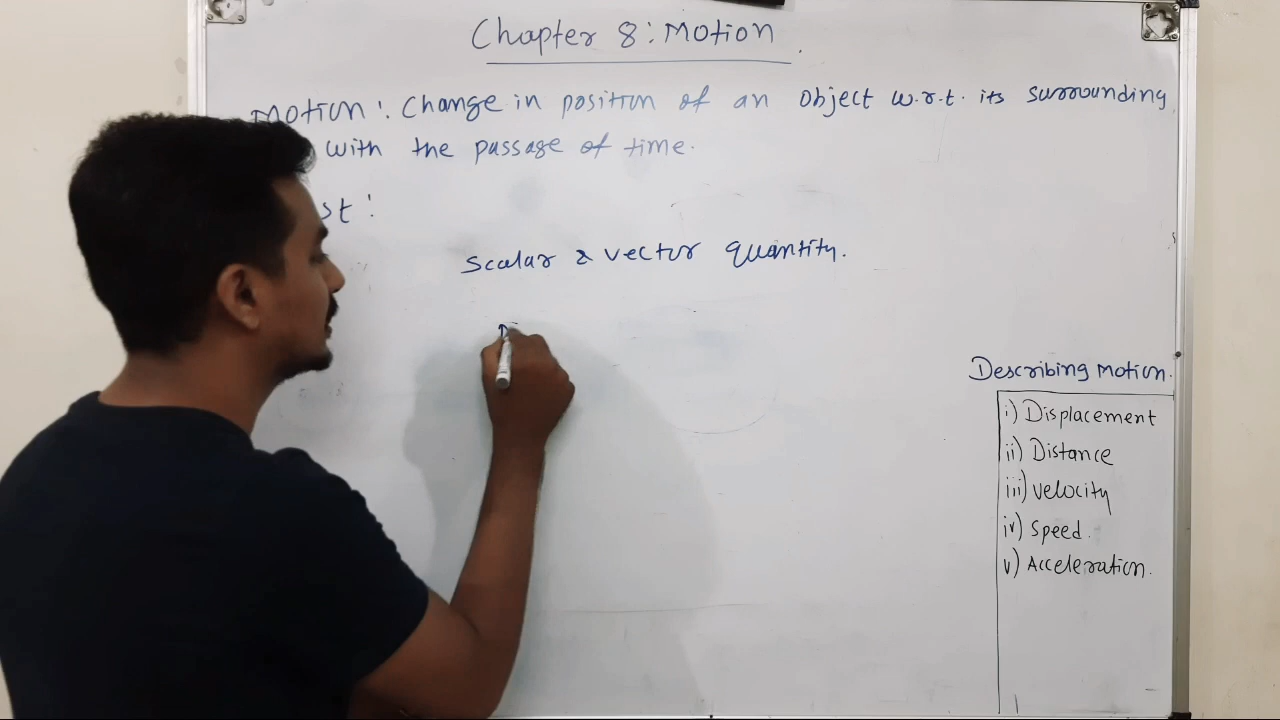 Chapter 8: Motion
Motion: Change in position of an object w.r.t. its surrounding
with the passage of time.
st:
Scalar & vector quantity.
Describing Motion.
i) Displacement
ii) Distance
iii) Velocity
iv) Speed.
v) Acceleration.